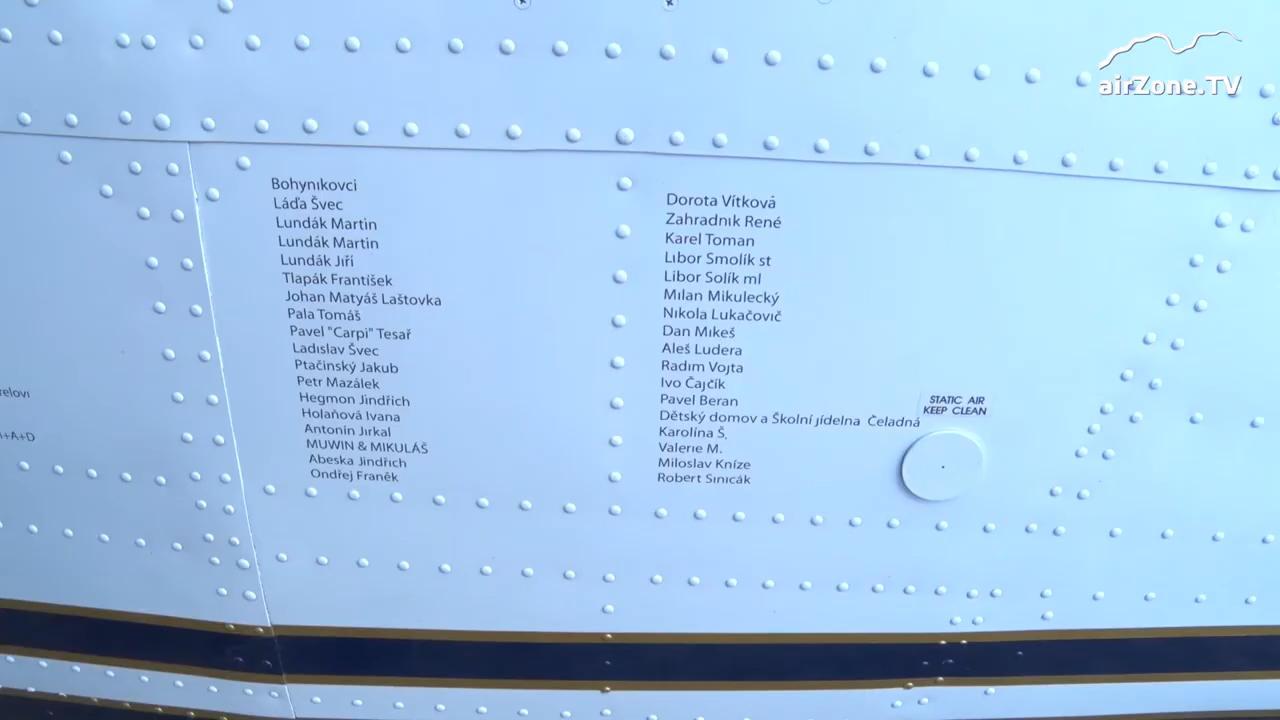 airZone.TV
Bohyníkovci
Láďa Švec
Lundák Martin
Lundák Martin
Lundák Jiří
Tlapák František
Johan Matyáš Laštovka
Pala Tomáš
Pavel "Carpi" Tesař
Ladislav Švec
Ptačinský Jakub
Petr Mazálek
Hegmon Jindřich
Holaňová Ivana
Antonin Jirkal
MUWIN & MIKULÁŠ
Abeska Jindřich
Ondřej Franěk
Dorota Vítková
Zahradník René
Karel Toman
Libor Smolík st
Libor Solík ml
Milan Mikulecký
Nikola Lukačovič
Dan Mikeš
Aleš Ludera
Radim Vojta
Ivo Čajčík
Pavel Beran
Dětský domov a Školní jídelna Čeladná
Karolína Š.
Valerie M.
Miloslav Kníze
Robert Sinicák
STATIC AIR
KEEP CLEAN